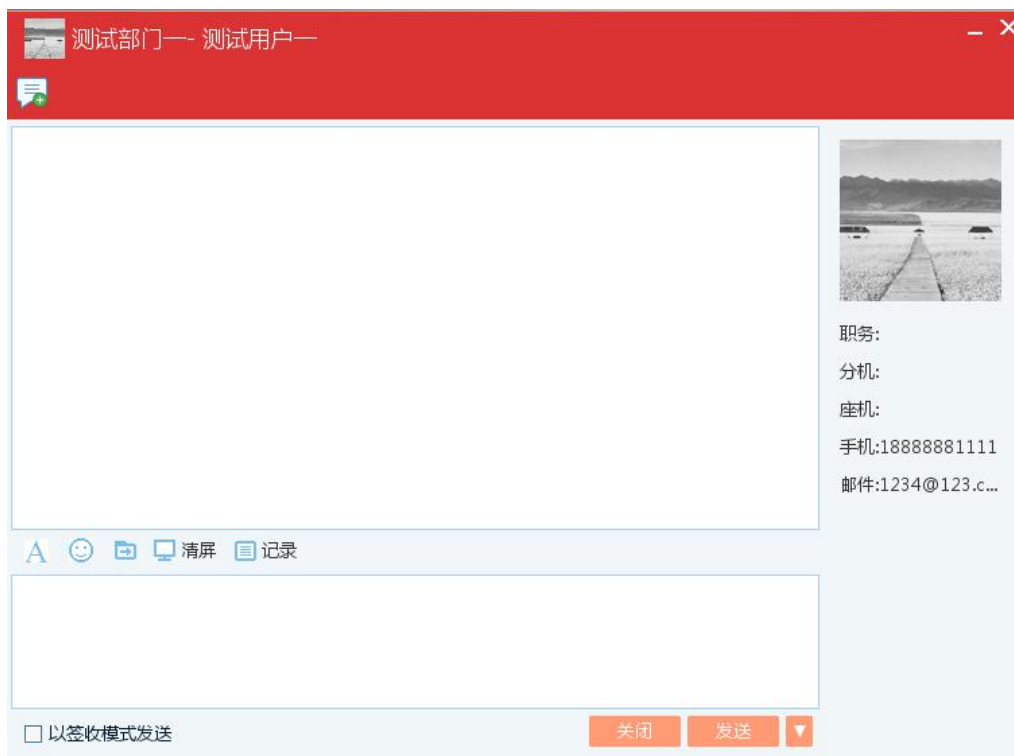 测试部门一- 测试用户一
职务:
分机:
座机:
手机:18888881111
邮件:1234@123.c...
A 清屏 记录
以签收模式发送 关闭 发送